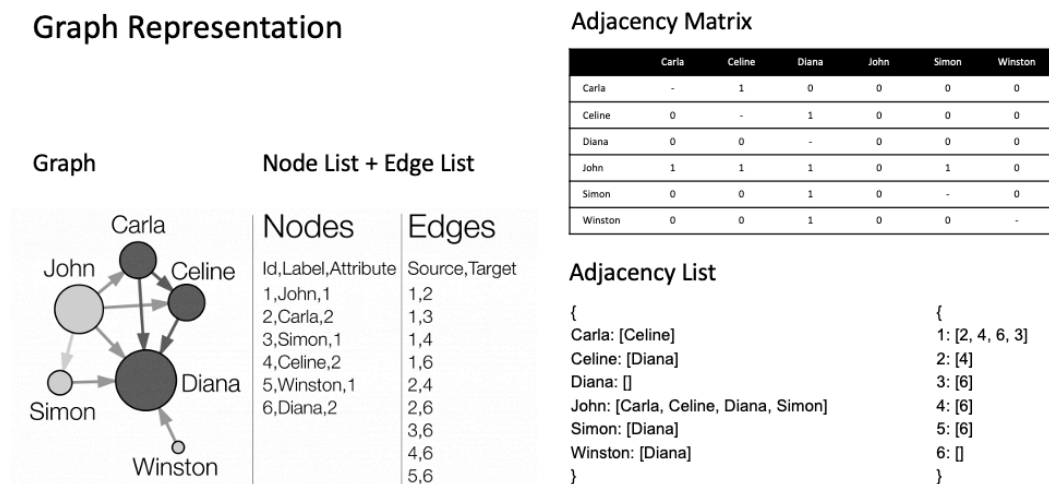 Graph Representation
Graph
Carla
John
Celine
Diana
Simon
Winston
Node List + Edge List
Nodes
Id,Label,Attribute
1,John,1
2,Carla,2
3,Simon,1
4,Celine,2
5,Winston,1
6,Diana,2
Edges
Source,Target
1,2
1,3
1,4
1,6
2,4
2,6
3,6
4,6
5,6
Adjacency Matrix
Carla Celine Diana John Simon Winston
Carla - 1 0 0 0 0
Celine 0 - 1 0 0 0
Diana 0 0 - 0 0 0
John 1 1 1 0 1 0
Simon 0 0 1 0 - 0
Winston 0 0 1 0 0 -
Adjacency List
{
Carla: [Celine]
Celine: [Diana]
Diana: []
John: [Carla, Celine, Diana, Simon]
Simon: [Diana]
Winston: [Diana]
}
{
1: [2, 4, 6, 3]
2: [4]
3: [6]
4: [6]
5: [6]
6: []
}